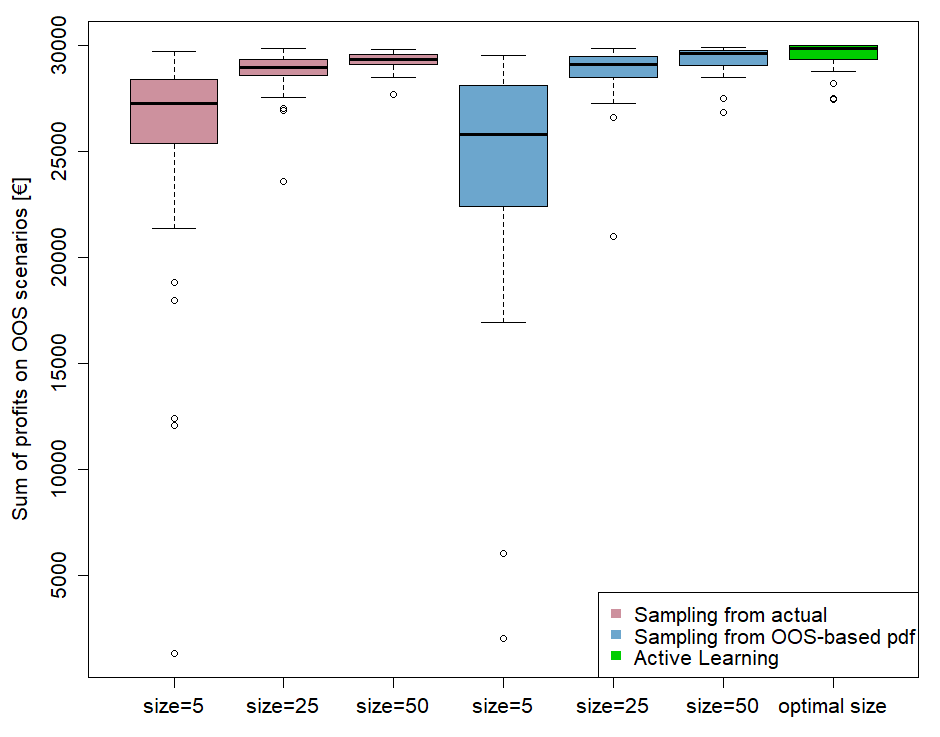 Sum of profits on OOS scenarios [€]
30000
25000
20000
15000
10000
5000
size=5 size=25 size=50 size=5 size=25 size=50 optimal size
Sampling from actual
Sampling from OOS-based pdf
Active Learning